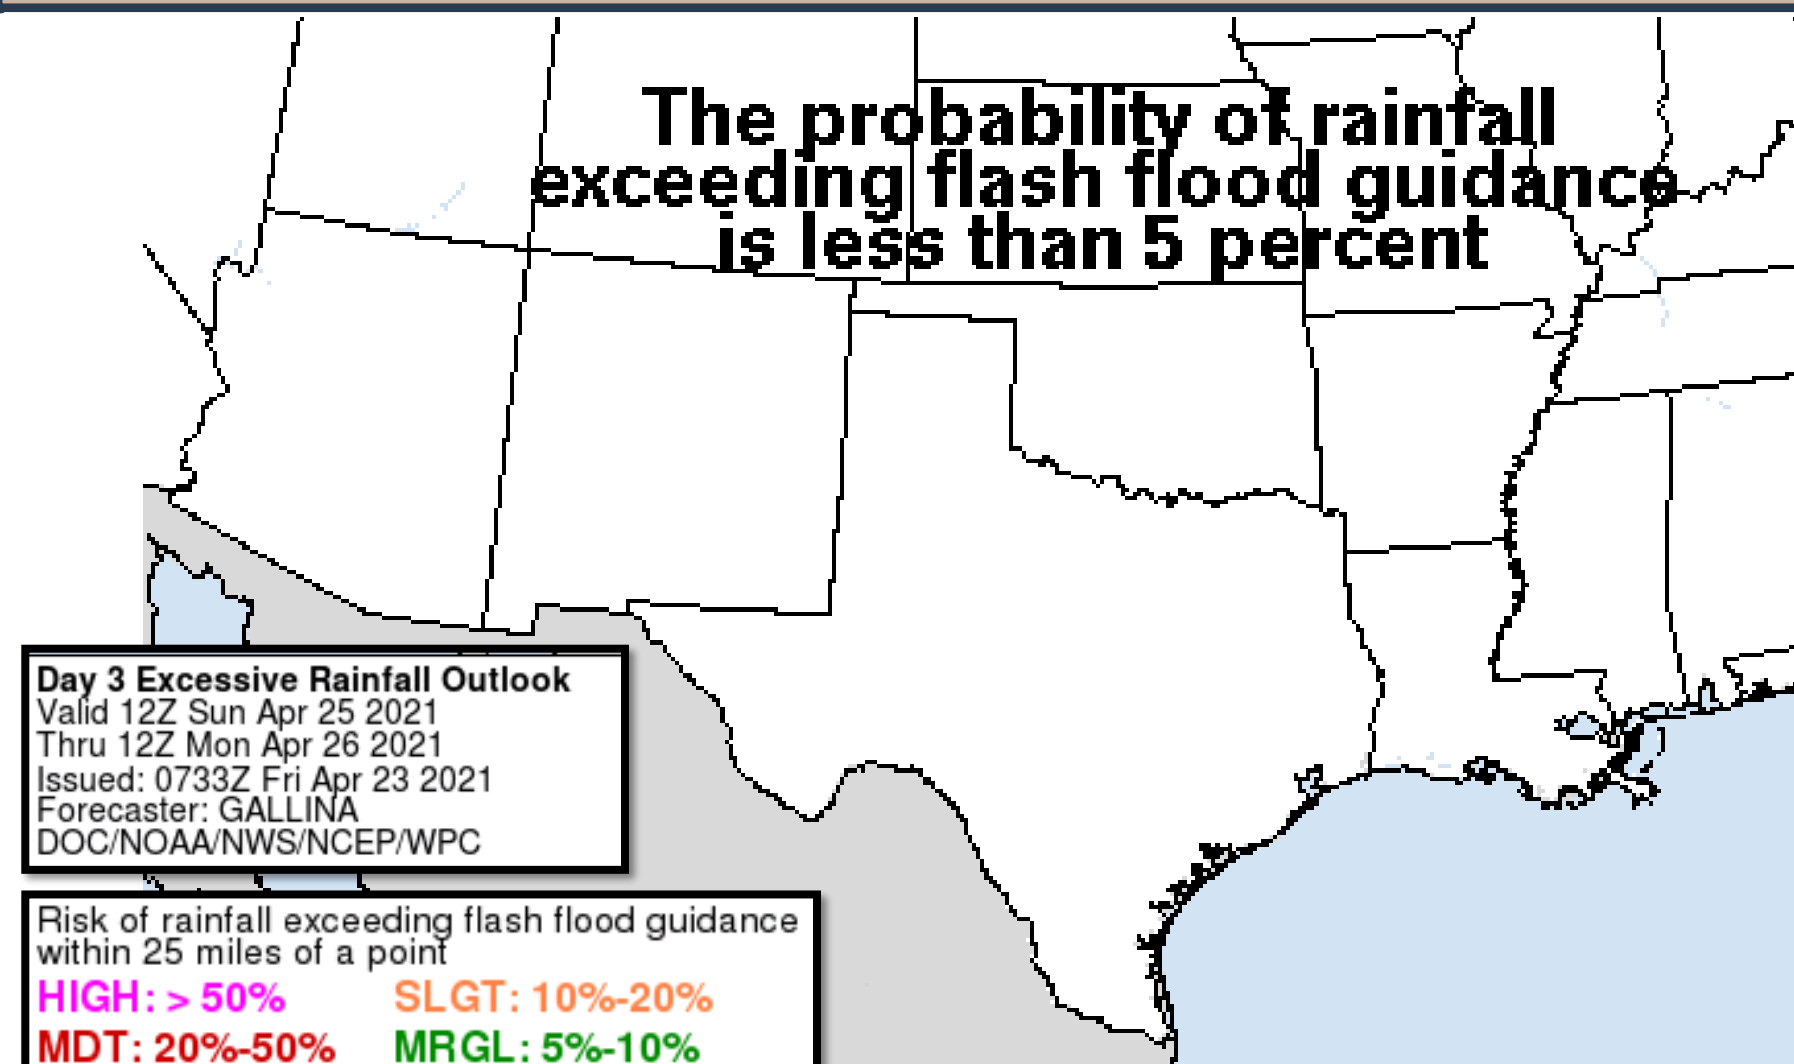 The probability of rainfall
exceeding flash flood guidance
is less than 5 percent
Day 3 Excessive Rainfall Outlook
Valid 12Z Sun Apr 25 2021
Thru 12Z Mon Apr 26 2021
Issued: 0733Z Fri Apr 23 2021
Forecaster: GALLINA
DOC/NOAA/NWS/NCEP/WPC
Risk of rainfall exceeding flash flood guidance
within 25 miles of a point
HIGH: > 50% SLGT: 10%-20%
MDT: 20%-50% MRGL: 5%-10%